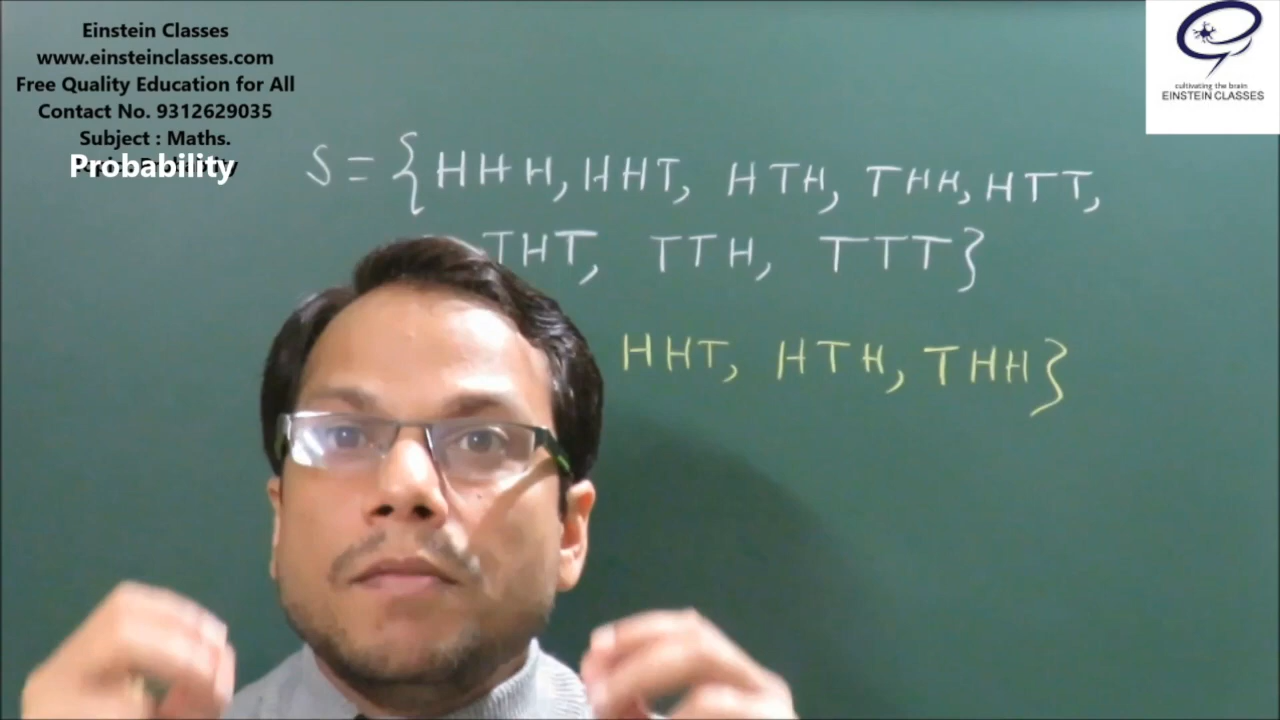 Einstein Classes
www.einsteinclasses.com
Free Quality Education for All
Contact No. 9312629035
Subject : Maths.
Probability
cultivating the brain
EINSTEIN CLASSES
S = {HHH, HHT, HTH, THH, HTT,
THT, TTH, TTT}
HHT, HTH, THH}